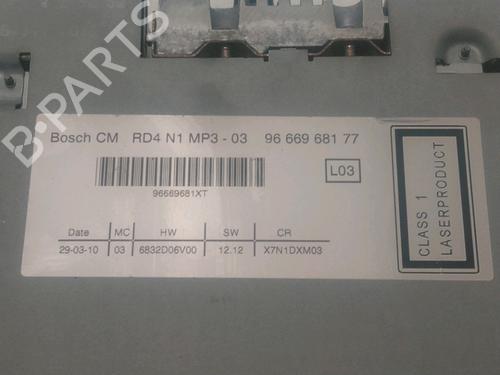 Bosch CM RD4 N1 MP3 - 03 96 669 681 77
96669681XT
L03
Date MC HW SW CR
29-03-10 03 6832D06V00 12.12 X7N1DXM03
CLASS 1
LASERPRODUCT
B-PARTS